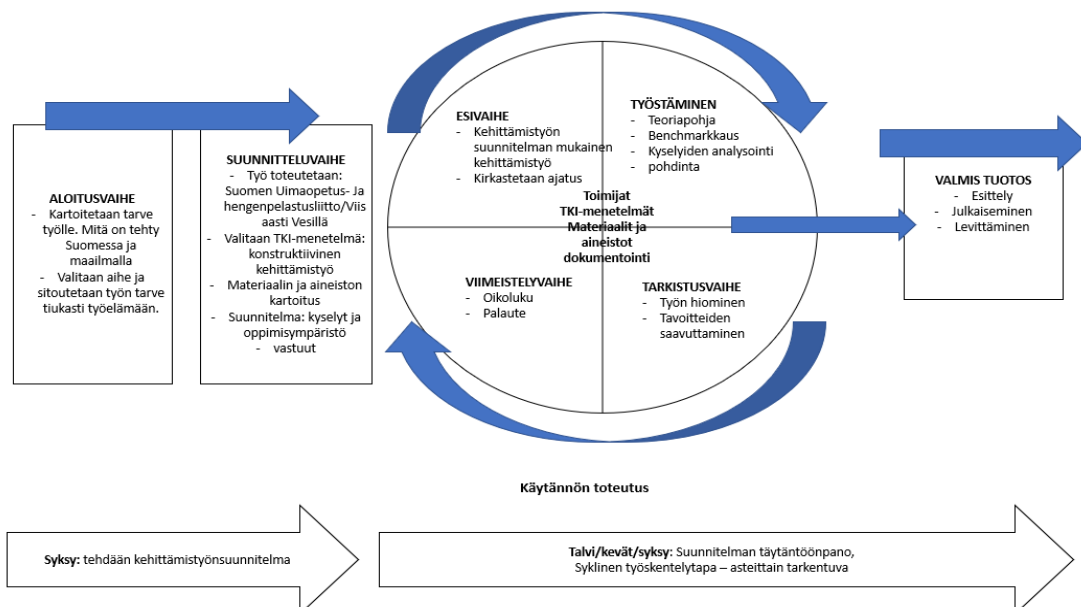 ALOITUSVAIHE
- Kartoitetaan tarve
työlle. Mitä on tehty
Suomessa ja
maailmalla
- Valitaan aihe ja
sitoutetaan työn tarve
tiukasti työelämään.
SUUNNITTELUVAIHE
- Työ toteutetaan:
Suomen Uimaopetus- Ja
hengenpelastusliitto/Viis
aasti Vesillä
- Valitaan TKI-menetelmä:
konstruktiivinen
kehittämistyö
- Materiaalin ja aineiston
kartoitus
- Suunnitelma: kyselyt ja
oppimisympäristö
- vastuut
ESIVAIHE
- Kehittämistyön
suunnitelman mukainen
kehittämistyö
- Kirkastetaan ajatus
TYÖSTÄMINEN
- Teoriapohja
- Benchmarkkaus
- Kyselyiden analysointi
- pohdinta
Toimijat
TKI-menetelmät
Materiaalit ja
aineistot
dokumentointi
VIIMEISTELYVAIHE
- Oikoluku
- Palaute
TARKISTUSVAIHE
- Työn hiominen
- Tavoitteiden
saavuttaminen
VALMIS TUOTOS
- Esittely
- Julkaiseminen
- Levittäminen
Käytännön toteutus
Syksy: tehdään kehittämistyönsuunnitelma
Talvi/kevät/syksy: Suunnitelman täytäntöönpano,
Syklinen työskentelytapa – asteittain tarkentuva